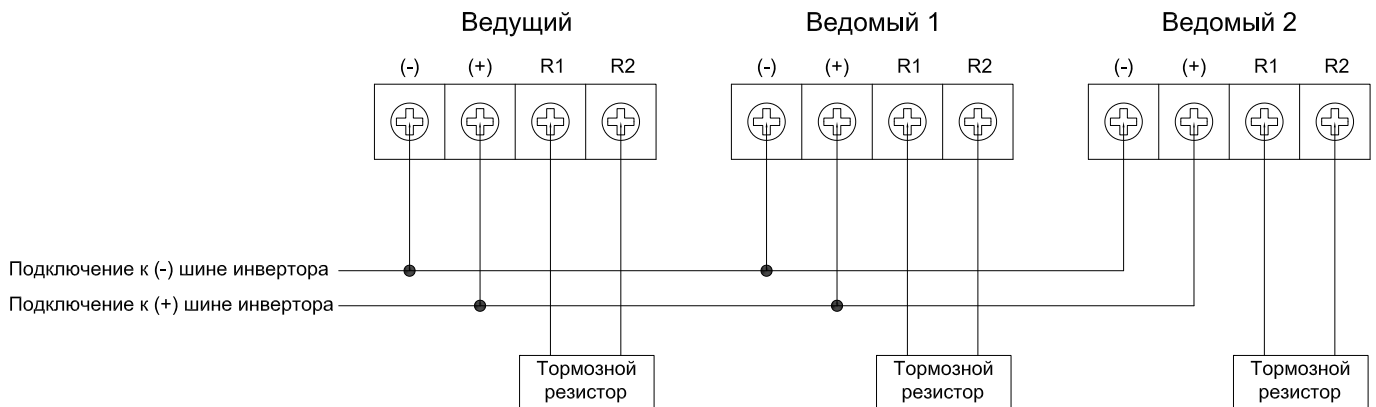 Ведущий Ведомый 1 Ведомый 2
(-) (+) R1 R2 (-) (+) R1 R2 (-) (+) R1 R2
Подключение к (-) шине инвертора
Подключение к (+) шине инвертора
Тормозной Тормозной Тормозной
резистор резистор резистор